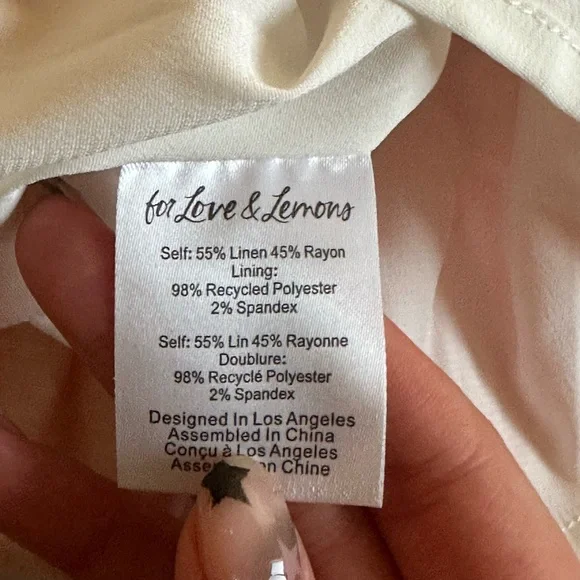 for Love & Lemons
Self: 55% Linen 45% Rayon
Lining:
98% Recycled Polyester
2% Spandex
Self: 55% Lin 45% Rayonne
Doublure:
98% Recyclé Polyester
2% Spandex
Designed In Los Angeles
Assembled In China
Conçu à Los Angeles
Chine